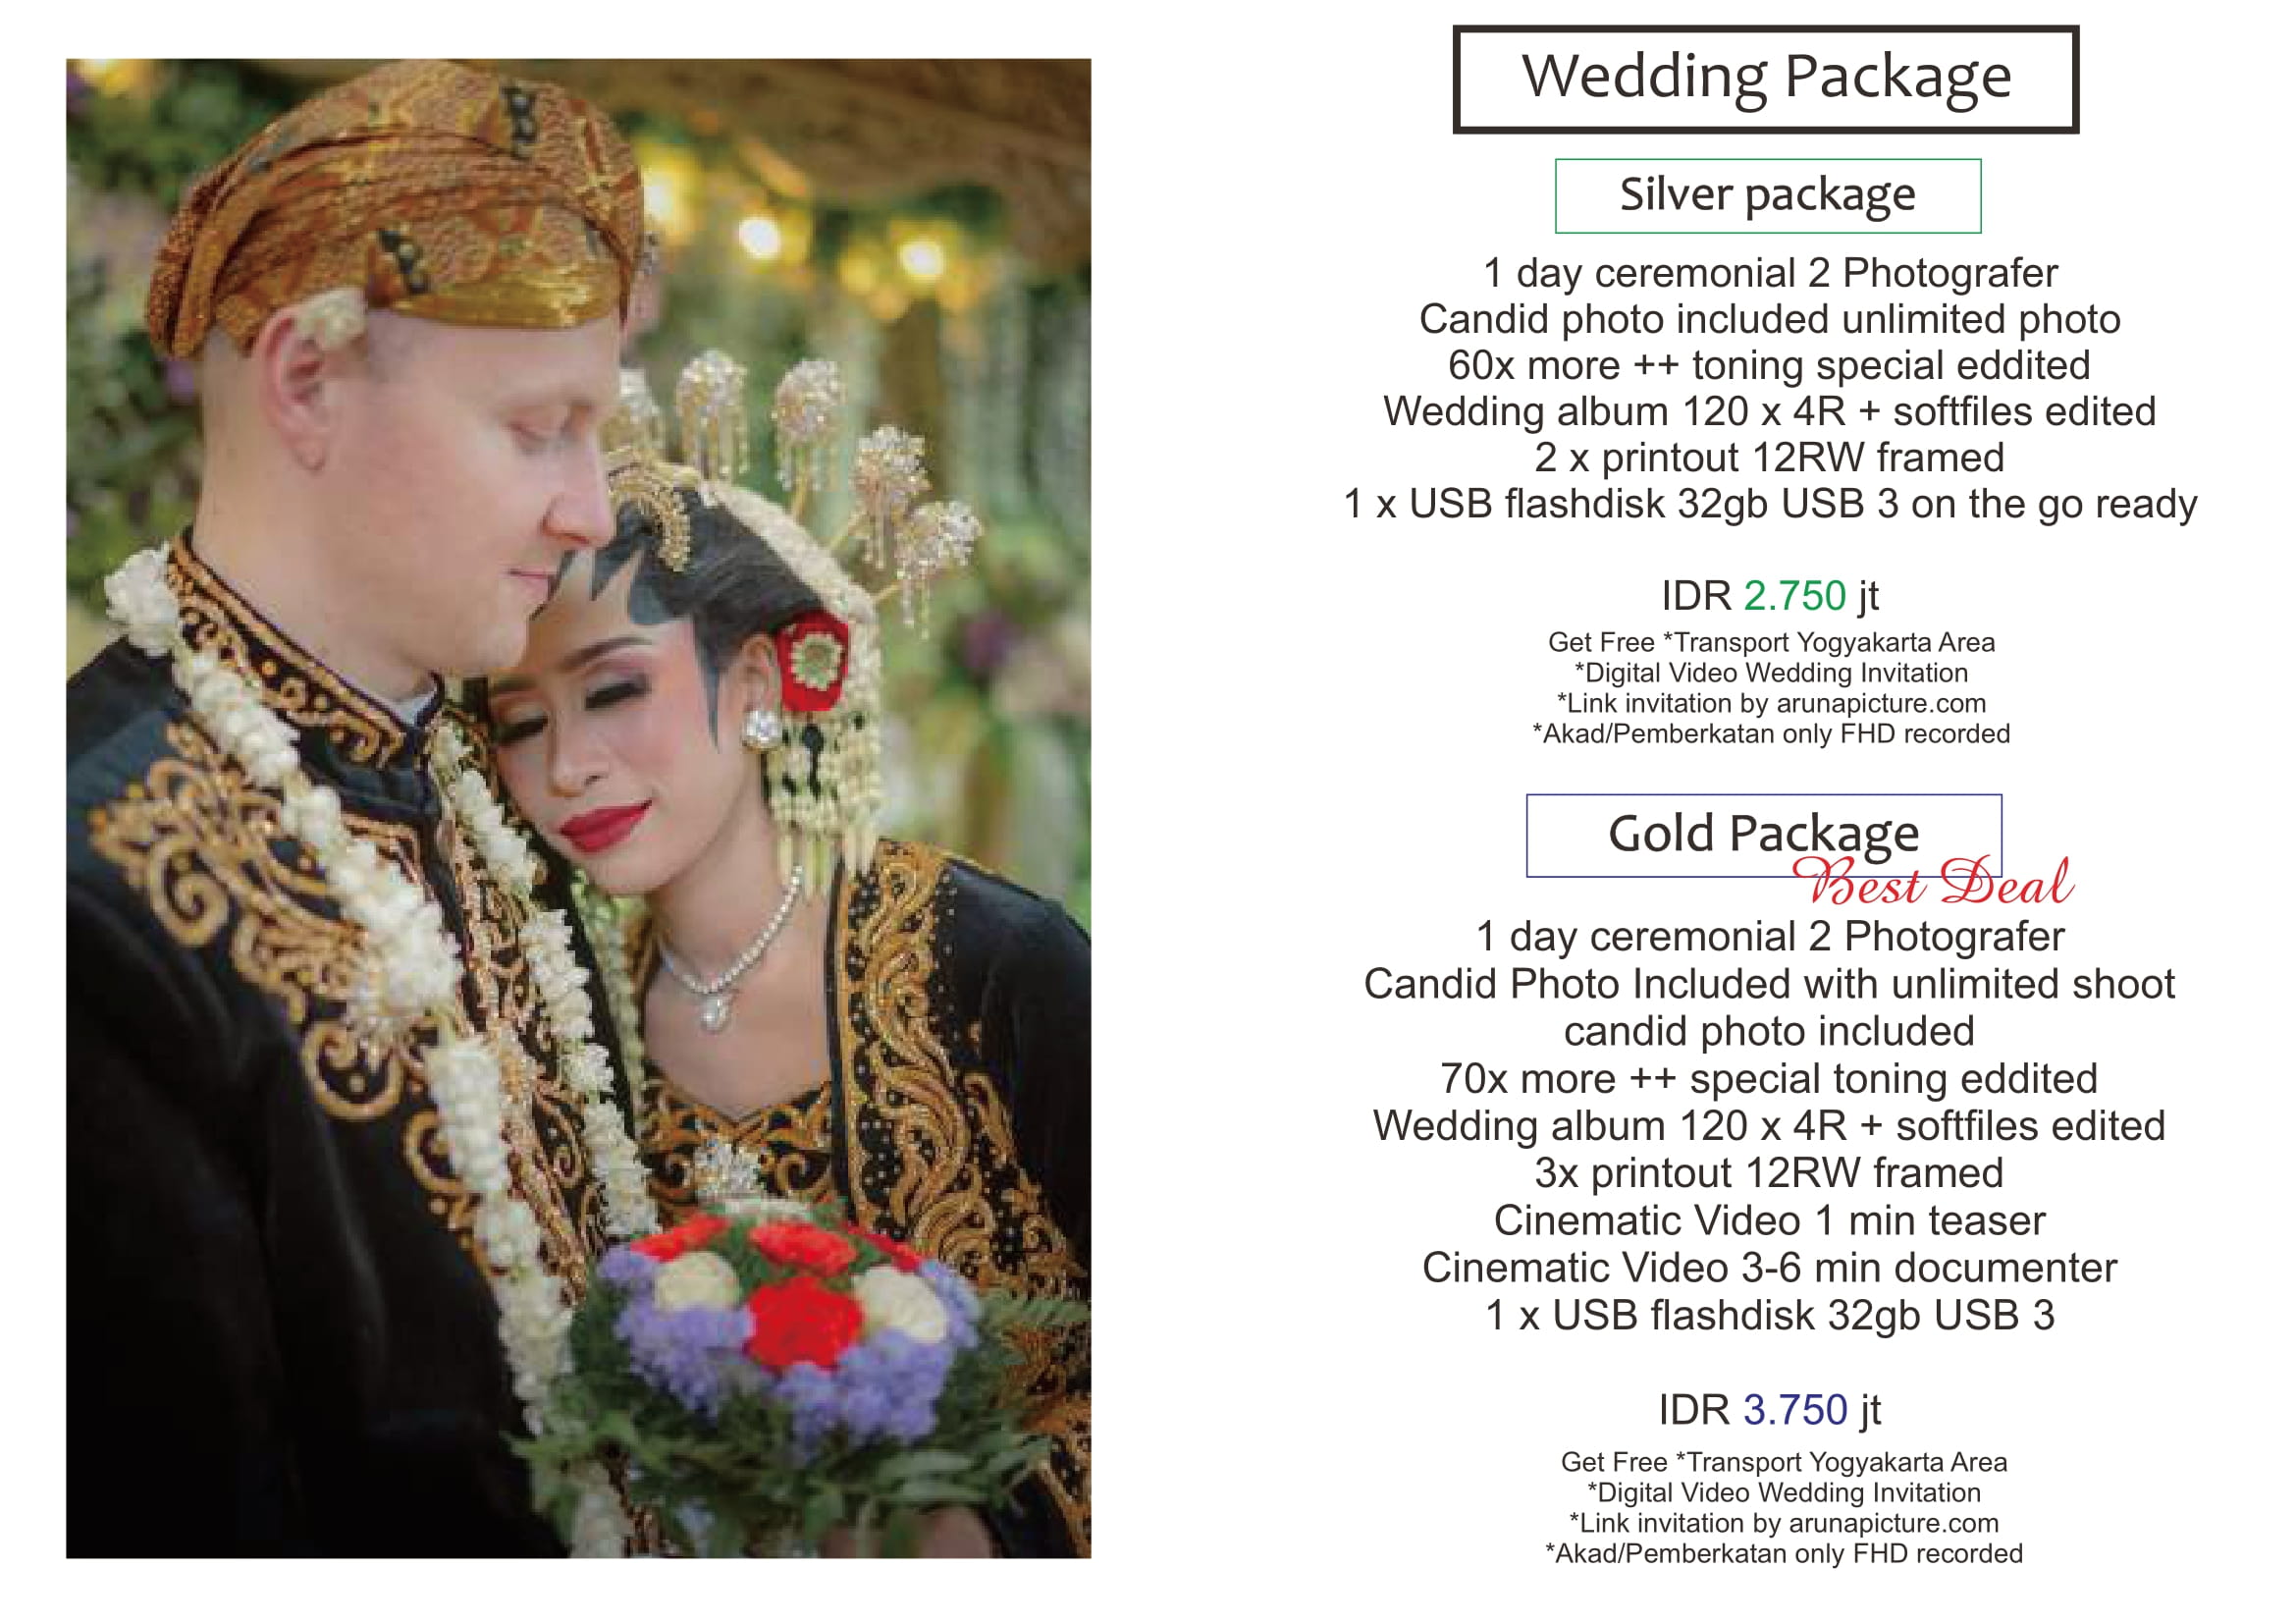 Wedding Package
Silver package
1 day ceremonial 2 Photografer
Candid photo included unlimited photo
60x more ++ toning special eddited
Wedding album 120 x 4R + softfiles edited
2 x printout 12RW framed
1 x USB flashdisk 32gb USB 3 on the go ready
IDR 2.750 jt
Get Free *Transport Yogyakarta Area
*Digital Video Wedding Invitation
*Link invitation by arunapicture.com
*Akad/Pemberkatan only FHD recorded
Gold Package
Best Deal
1 day ceremonial 2 Photografer
Candid Photo Included with unlimited shoot
candid photo included
70x more ++ special toning eddited
Wedding album 120 x 4R + softfiles edited
3x printout 12RW framed
Cinematic Video 1 min teaser
Cinematic Video 3-6 min documenter
1 x USB flashdisk 32gb USB 3
IDR 3.750 jt
Get Free *Transport Yogyakarta Area
*Digital Video Wedding Invitation
*Link invitation by arunapicture.com
*Akad/Pemberkatan only FHD recorded